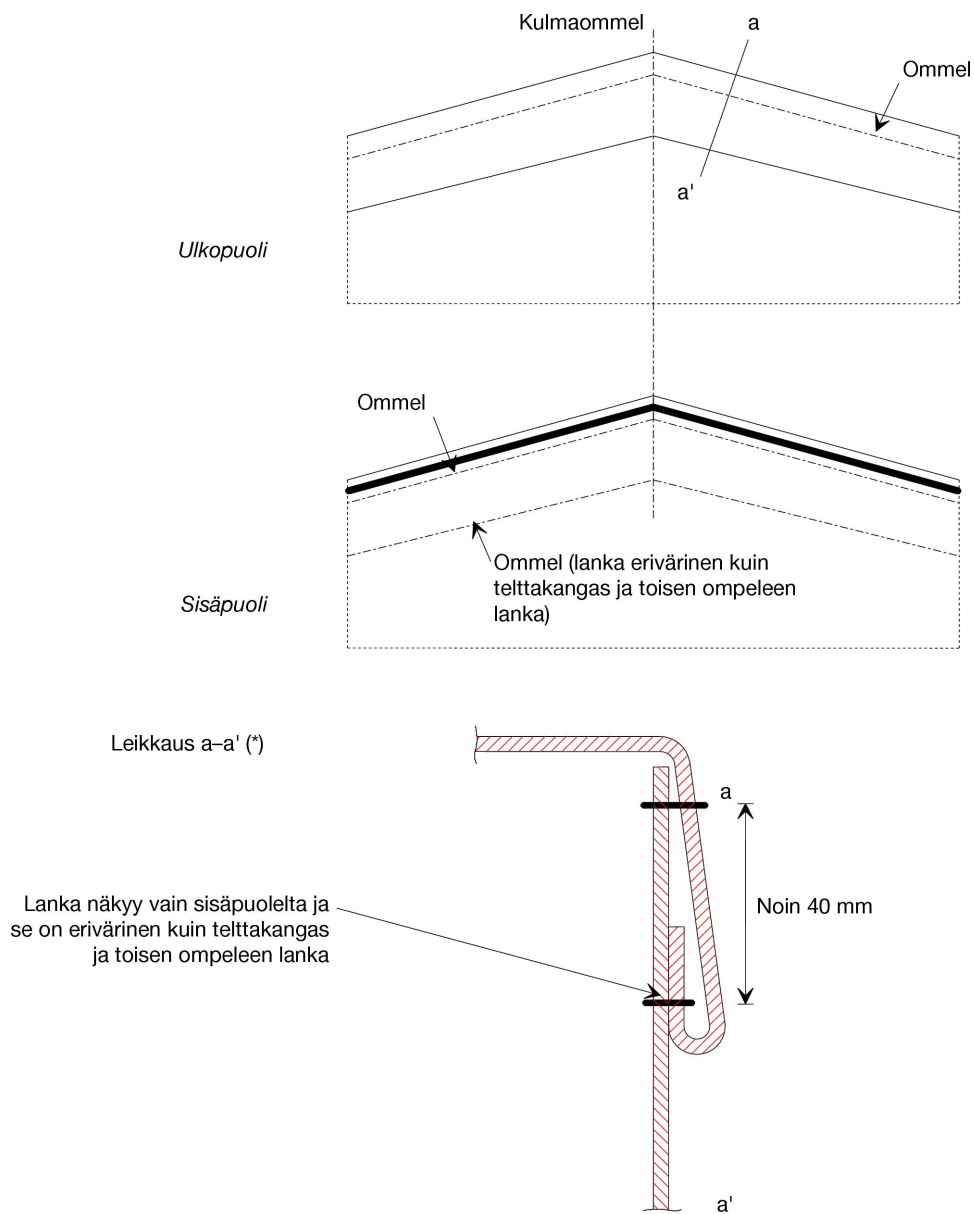 Kulmaommel
a
Ommel
a'
Ulkopuoli
Ommel
Ommel (lanka erivärinen kuin
telttakangas ja toisen ompeleen
lanka)
Sisäpuoli
Leikkaus a–a' (*)
a
Lanka näkyy vain sisäpuolelta ja
se on erivärinen kuin telttakangas
ja toisen ompeleen lanka
Noin 40 mm
a'